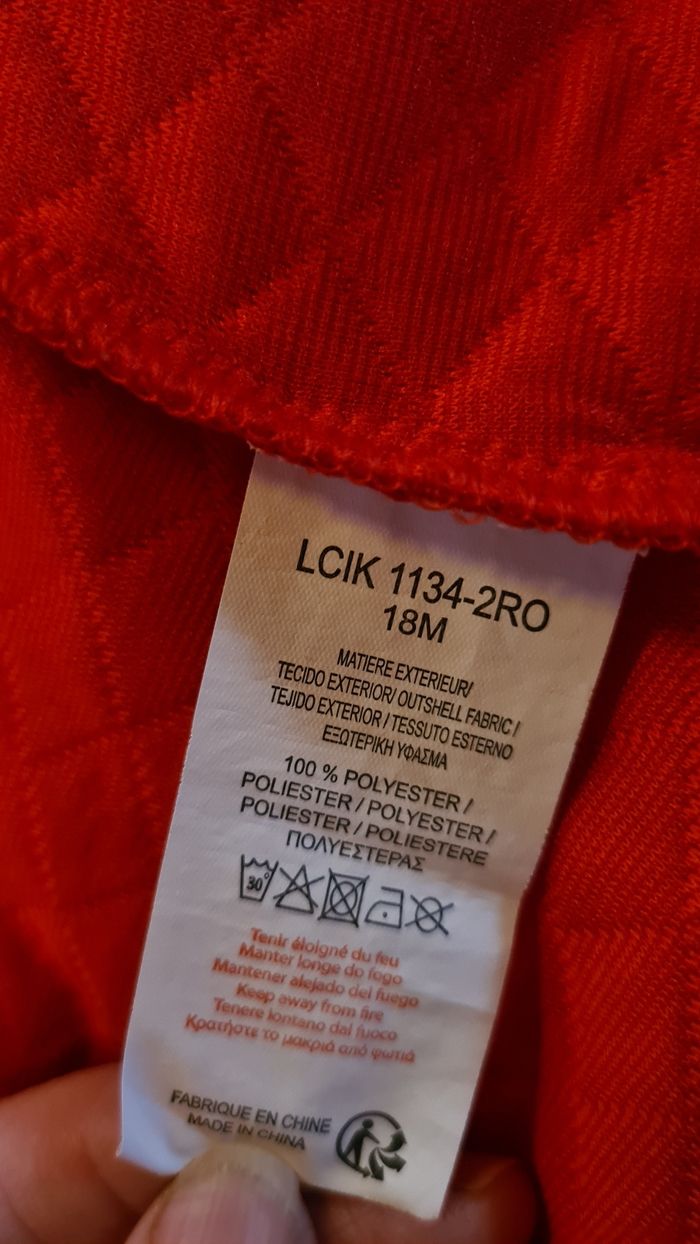 LCIK 1134-2RO
18M
MATIERE EXTERIEUR/
TECIDO EXTERIOR/ OUTSHELL FABRIC /
TEJIDO EXTERIOR / TESSUTO ESTERNO
ΕΞΩΤΕΡΙΚΗ ΥΦΑΣΜΑ
100 % POLYESTER /
POLIESTER / POLYESTER /
POLIESTER / POLIESTERE
ΠΟΛΥΕΣΤΕΡΑΣ
30°
Tenir éloigné du feu
Manter longe do fogo
Mantener alejado del fuego
Keep away from fire
Tenere lontano dal fuoco
Κρατήστε το μακριά από φωτιά
FABRIQUE EN CHINE
MADE IN CHINA